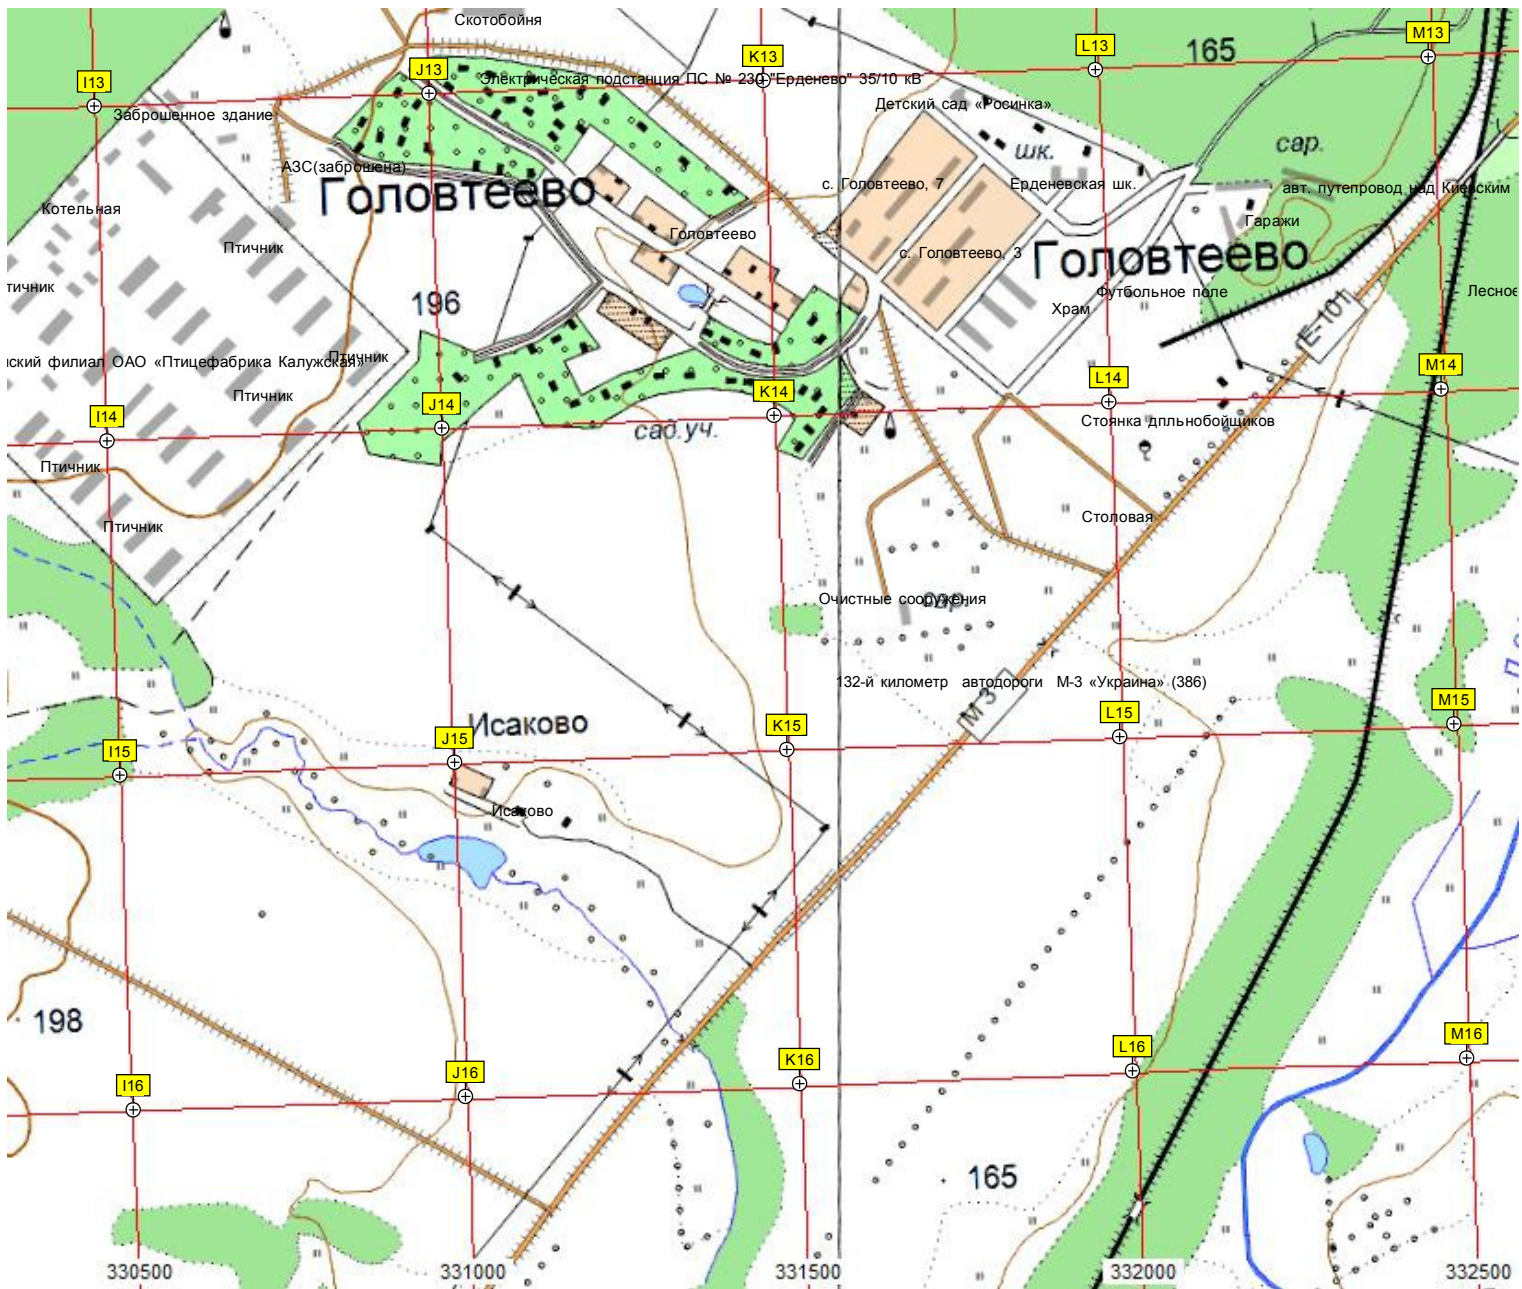 Скотобойня
M13
L13
165
K13
J13
I13
Электрическая подстанция ПС № 230 "Ерденево" 35/10 кВ
Детский сад «Росинка»
Заброшенное здание
шк.
сар.
АЗС(заброшена)
Головтеево
с. Головтеево, 7
Ерденевская шк.
авт. путепровод над Киевским
Котельная
Гаражи
Птичник
Головтеево
с. Головтеево, 3
Головтеево
тичник
196
Футбольное поле
Лесное
Храм
E-101
нский филиал ОАО «Птицефабрика Калужская»
Птичник
M14
L14
K14
Птичник
J14
I14
сад.уч.
Стоянка дпльнобойщиков
Птичник
Птичник
Столовая
Очистные сооружения
сар.
132-й километр автодороги М-3 «Украина» (386)
М 3
M15
L15
K15
Исаково
J15
I15
Исаково
198
M16
L16
K16
J16
I16
165
330500
331000
331500
332000
332500